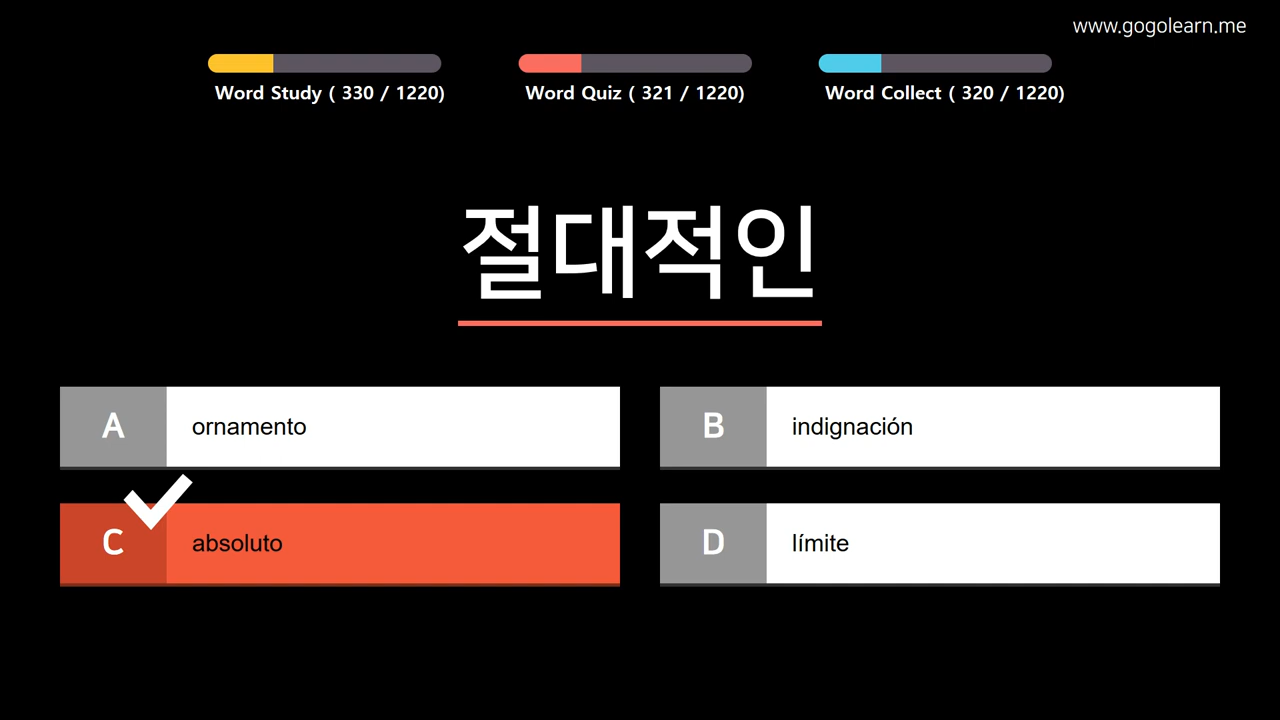 www.gogolearn.me
Word Study ( 330 / 1220)
Word Quiz ( 321 / 1220)
Word Collect ( 320 / 1220)
절대적인
A ornamento
B indignación
C absoluto
D límite